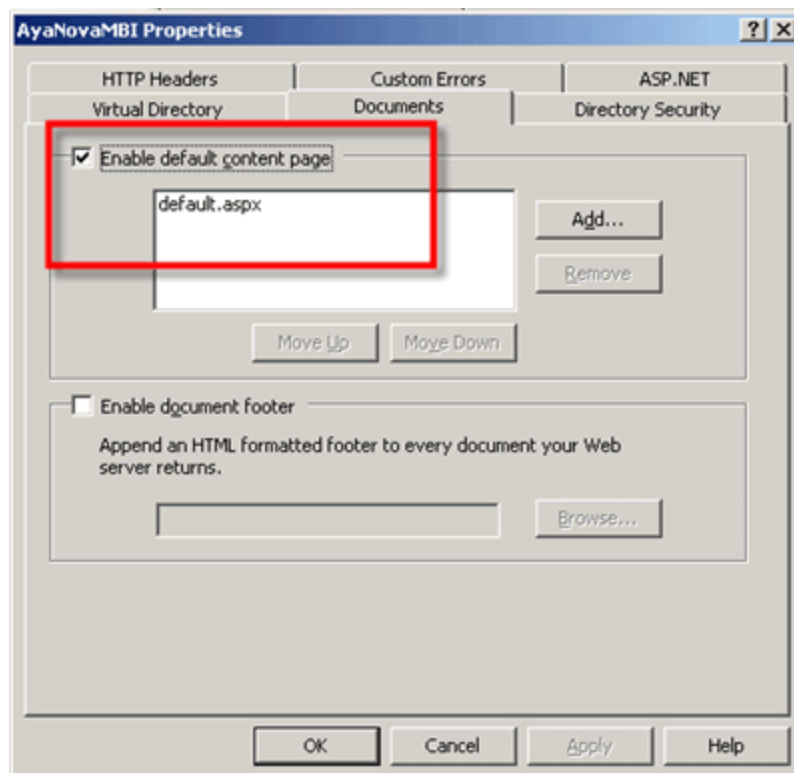 AyaNovaMBI Properties
HTTP Headers
Custom Errors
ASP.NET
Virtual Directory
Documents
Directory Security
Enable default content page
default.aspx
Add...
Remove
Move Up
Move Down
Enable document footer
Append an HTML formatted footer to every document your Web
server returns.
Browse...
OK
Cancel
Apply
Help